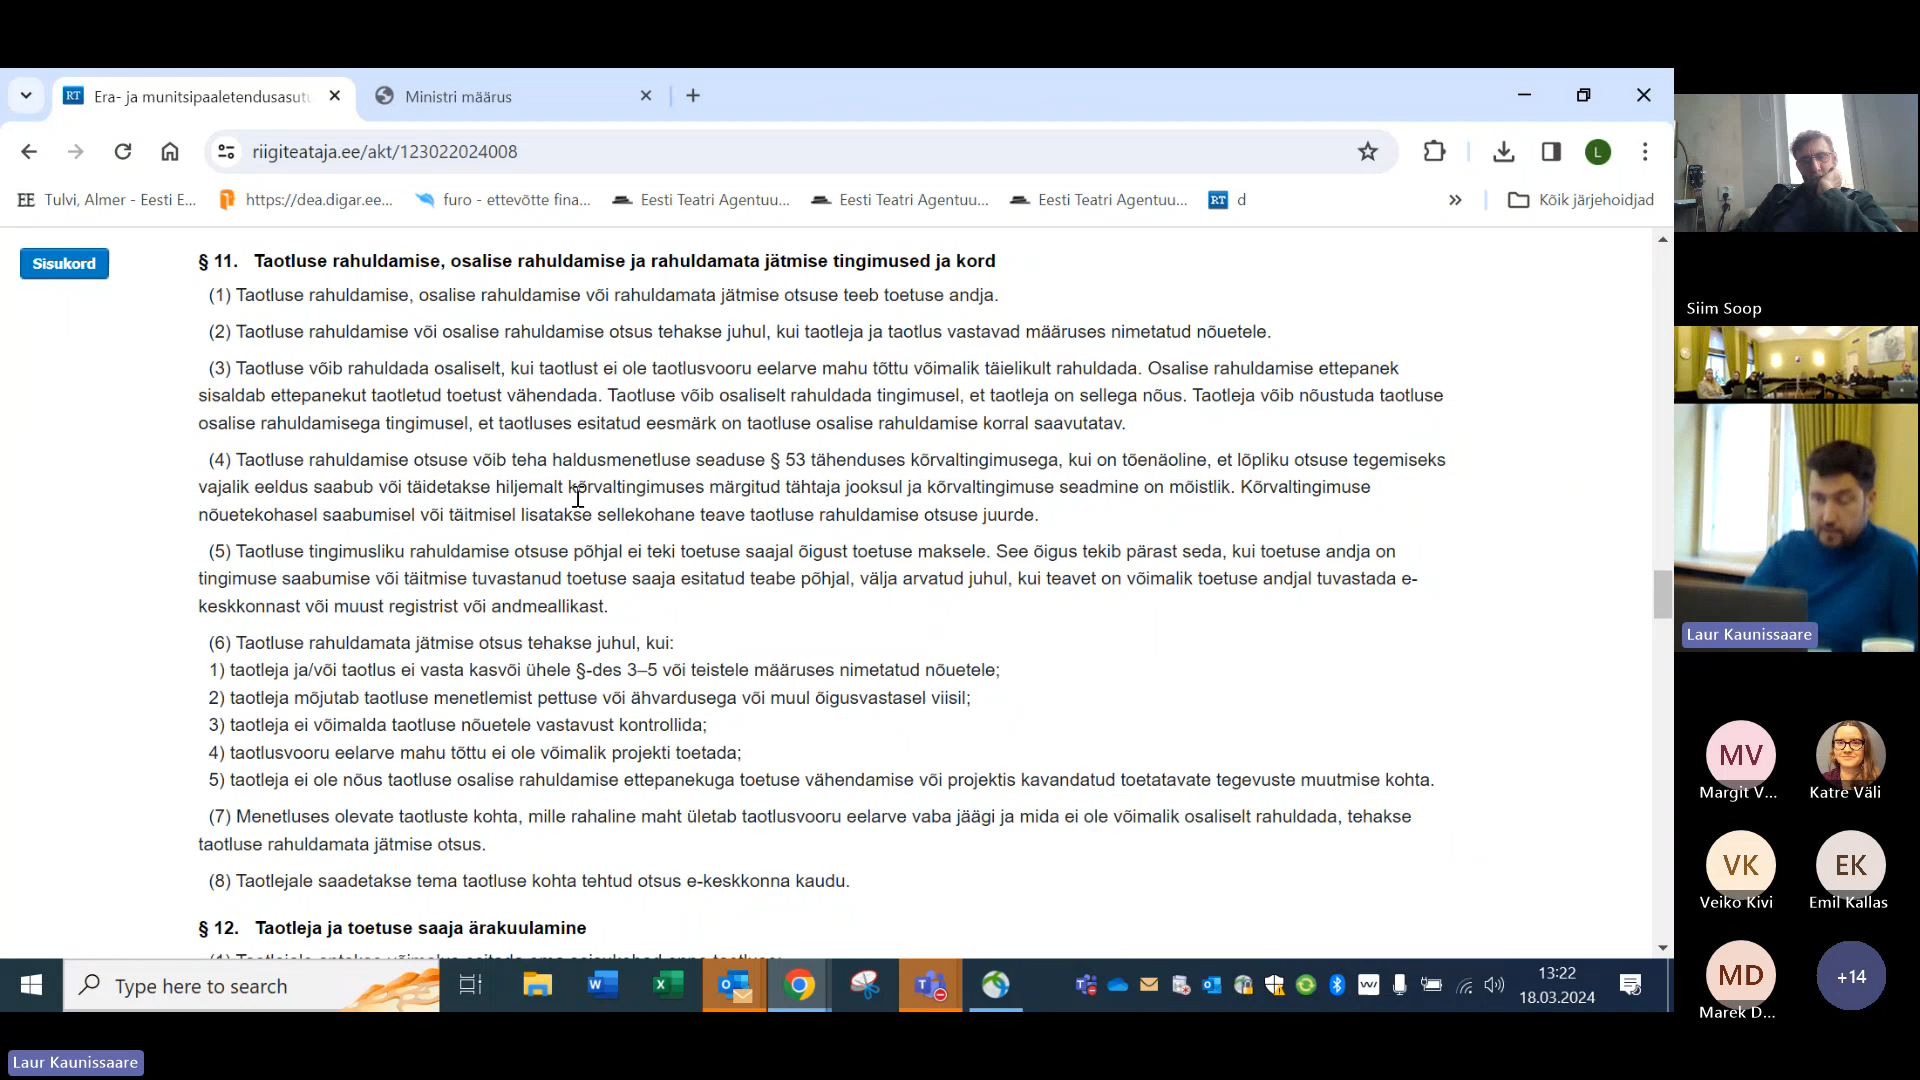 Era- ja munitsipaaletendusasutu
Ministri määrus
riigiteataja.ee/akt/123022024008
L
EE Tulvi, Almer - Eesti E...
https://dea.digar.ee...
furo - ettevõtte fina...
Eesti Teatri Agentuu...
Eesti Teatri Agentuu...
Eesti Teatri Agentuu...
RT d
»
Kõik järjehoidjad
Sisukord
§ 11. Taotluse rahuldamise, osalise rahuldamise ja rahuldamata jätmise tingimused ja kord
(1) Taotluse rahuldamise, osalise rahuldamise või rahuldamata jätmise otsuse teeb toetuse andja.
(2) Taotluse rahuldamise või osalise rahuldamise otsus tehakse juhul, kui taotleja ja taotlus vastavad määruses nimetatud nõuetele.
(3) Taotluse võib rahuldada osaliselt, kui taotlust ei ole taotlusvooru eelarve mahu tõttu võimalik täielikult rahuldada. Osalise rahuldamise ettepanek
sisaldab ettepanekut taotletud toetust vähendada. Taotluse võib osaliselt rahuldada tingimusel, et taotleja on sellega nõus. Taotleja võib nõustuda taotluse
osalise rahuldamisega tingimusel, et taotluses esitatud eesmärk on taotluse osalise rahuldamise korral saavutatav.
(4) Taotluse rahuldamise otsuse võib teha haldusmenetluse seaduse § 53 tähenduses kõrvaltingimusega, kui on tõenäoline, et lõpliku otsuse tegemiseks
vajalik eeldus saabub või täidetakse hiljemalt kõrvaltingimuses märgitud tähtaja jooksul ja kõrvaltingimuse seadmine on mõistlik. Kõrvaltingimuse
nõuetekohasel saabumisel või täitmisel lisatakse sellekohane teave taotluse rahuldamise otsuse juurde.
(5) Taotluse tingimusliku rahuldamise otsuse põhjal ei teki toetuse saajal õigust toetuse maksele. See õigus tekib pärast seda, kui toetuse andja on
tingimuse saabumise või täitmise tuvastanud toetuse saaja esitatud teabe põhjal, välja arvatud juhul, kui teavet on võimalik toetuse andjal tuvastada e-
keskkonnast või muust registrist või andmeallikast.
(6) Taotluse rahuldamata jätmise otsus tehakse juhul, kui:
1) taotleja ja/või taotlus ei vasta kasvõi ühele §-des 3–5 või teistele määruses nimetatud nõuetele;
2) taotleja mõjutab taotluse menetlemist pettuse või ähvardusega või muul õigusvastasel viisil;
3) taotleja ei võimalda taotluse nõuetele vastavust kontrollida;
4) taotlusvooru eelarve mahu tõttu ei ole võimalik projekti toetada;
5) taotleja ei ole nõus taotluse osalise rahuldamise ettepanekuga toetuse vähendamise või projektis kavandatud toetatavate tegevuste muutmise kohta.
(7) Menetluses olevate taotluste kohta, mille rahaline maht ületab taotlusvooru eelarve vaba jäägi ja mida ei ole võimalik osaliselt rahuldada, tehakse
taotluse rahuldamata jätmise otsus.
(8) Taotlejale saadetakse tema taotluse kohta tehtud otsus e-keskkonna kaudu.
§ 12. Taotleja ja toetuse saaja ärakuulamine
Type here to search
13:22
18.03.2024
Laur Kaunissaare
Siim Soop
Laur Kaunissaare
MV
Margit V...
Katre Väli
VK
Veiko Kivi
EK
Emil Kallas
MD
Marek D...
+14